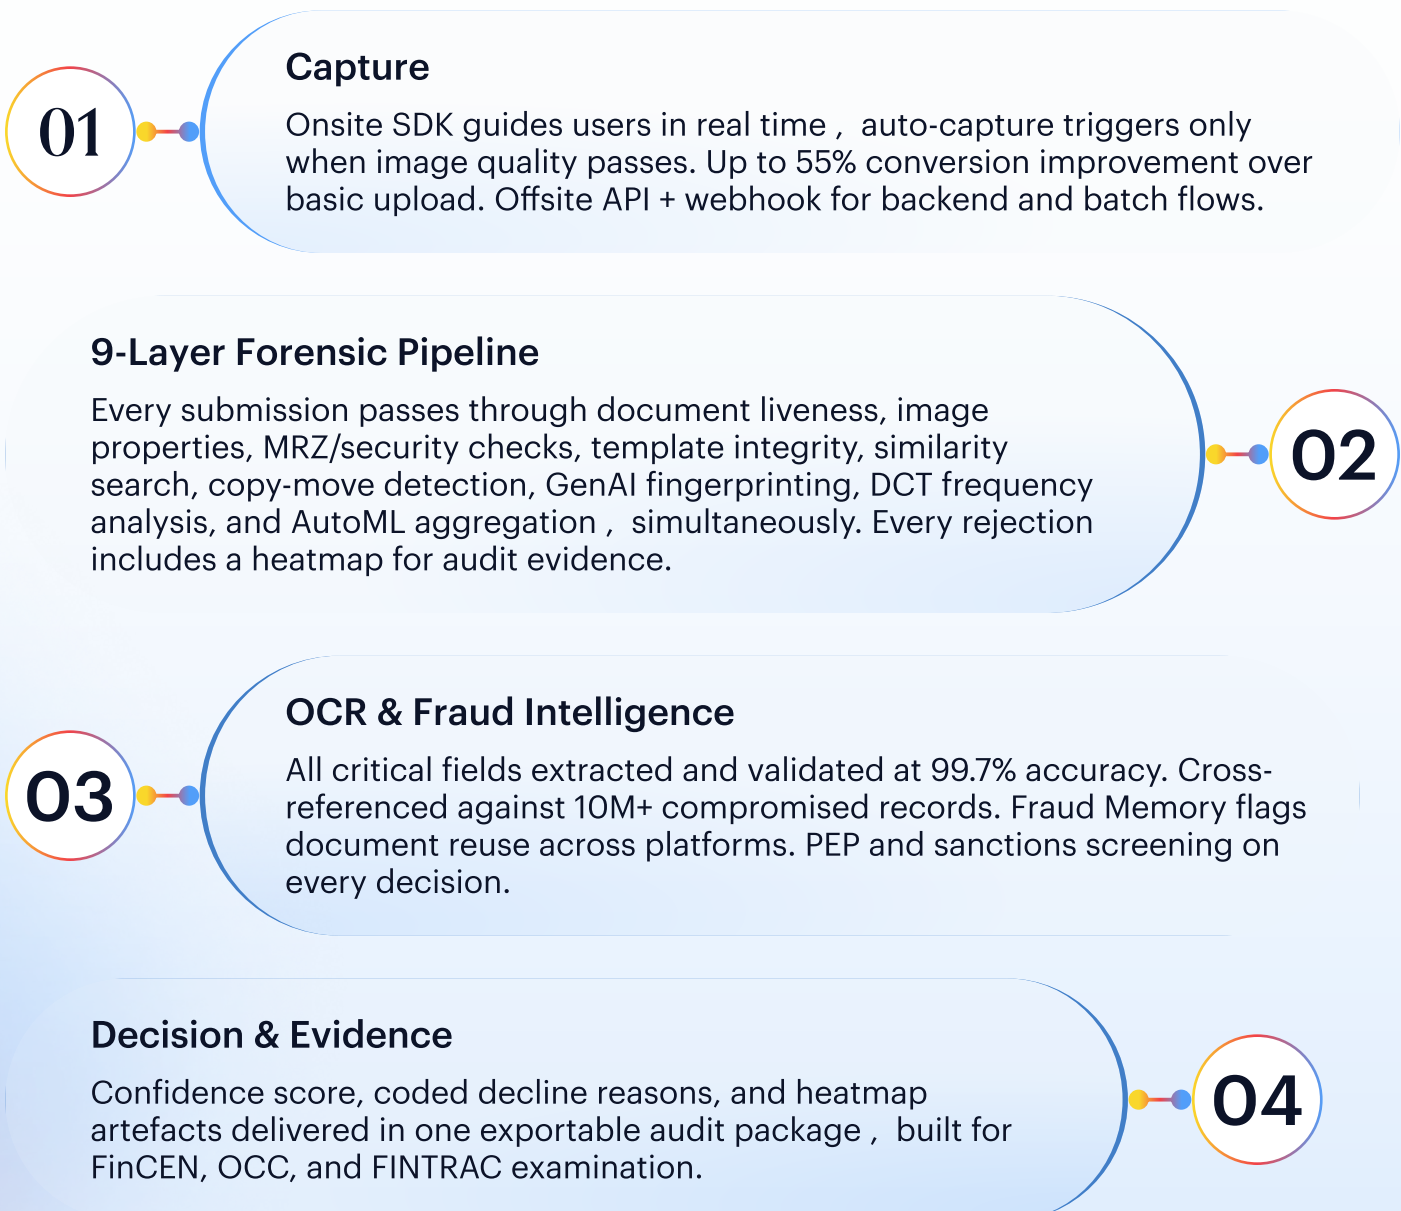 01
Capture
Onsite SDK guides users in real time ,  auto-capture triggers only
when image quality passes. Up to 55% conversion improvement over
basic upload. Offsite API + webhook for backend and batch flows.
9-Layer Forensic Pipeline
Every submission passes through document liveness, image
properties, MRZ/security checks, template integrity, similarity
search, copy-move detection, GenAI fingerprinting, DCT frequency
analysis, and AutoML aggregation ,  simultaneously. Every rejection
includes a heatmap for audit evidence.
02
OCR & Fraud Intelligence
03
All critical fields extracted and validated at 99.7% accuracy. Cross-
referenced against 10M+ compromised records. Fraud Memory flags
document reuse across platforms. PEP and sanctions screening on
every decision.
Decision & Evidence
Confidence score, coded decline reasons, and heatmap
artefacts delivered in one exportable audit package ,  built for
FinCEN, OCC, and FINTRAC examination.
04